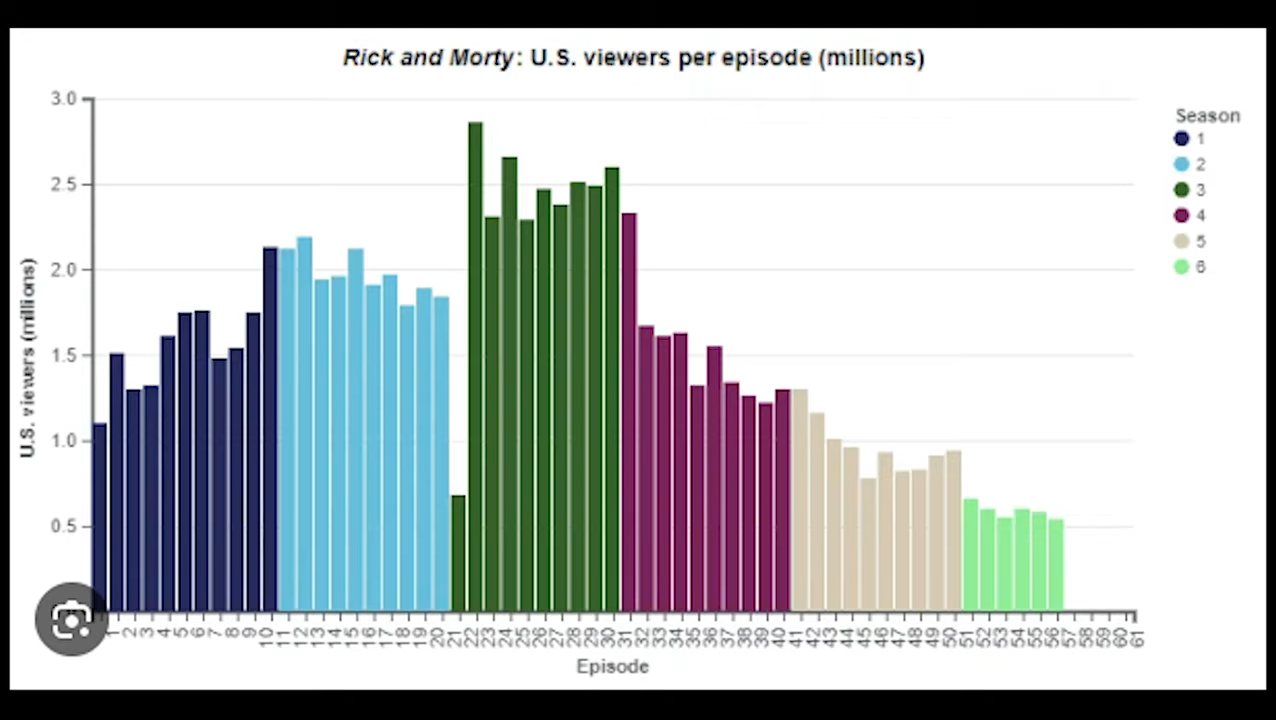 Rick and Morty: U.S. viewers per episode (millions)
3.0
2.5
2.0
1.5
1.0
0.5
U.S. viewers (millions)
Season
1
2
3
4
5
6
1 2 3 4 5 6 7 8 9 10 11 12 13 14 15 16 17 18 19 20 21 22 23 24 25 26 27 28 29 30 31 32 33 34 35 36 37 38 39 40 41 42 43 44 45 46 47 48 49 50 51 52 53 54 55 56 57 58 59 60 61
Episode